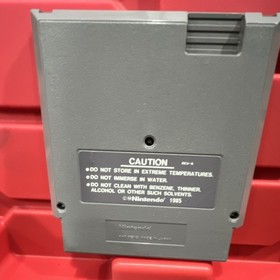 CAUTION
REV-A
●DO NOT STORE IN EXTREME TEMPERATURES.
●DO NOT IMMERSE IN WATER.
●DO NOT CLEAN WITH BENZENE, THINNER,
ALCOHOL OR OTHER SUCH SOLVENTS.
©Nintendo 1985